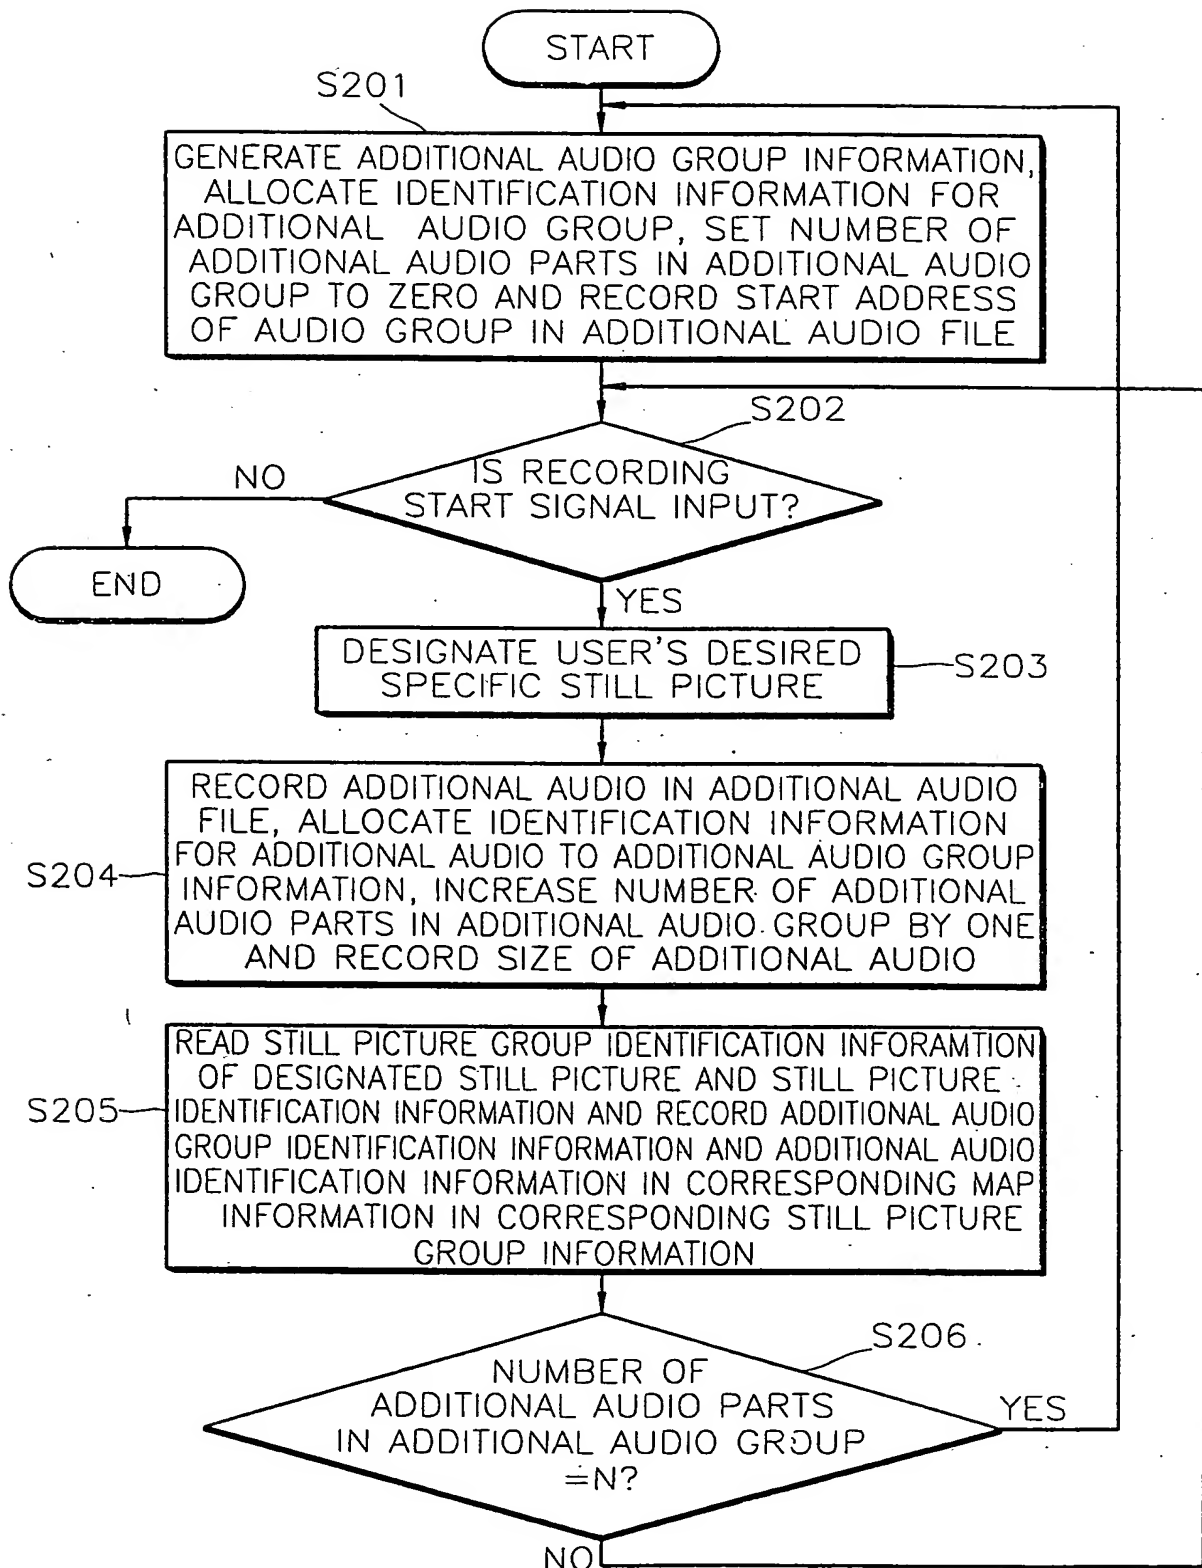 START
S201
GENERATE ADDITIONAL AUDIO GROUP INFORMATION,
ALLOCATE IDENTIFICATION INFORMATION FOR
ADDITIONAL AUDIO GROUP, SET NUMBER OF
ADDITIONAL AUDIO PARTS IN ADDITIONAL AUDIO
GROUP TO ZERO AND RECORD START ADDRESS
OF AUDIO GROUP IN ADDITIONAL AUDIO FILE
S202
NO
IS RECORDING
START SIGNAL INPUT?
END
YES
DESIGNATE USER'S DESIRED
SPECIFIC STILL PICTURE
S203
RECORD ADDITIONAL AUDIO IN ADDITIONAL AUDIO
FILE, ALLOCATE IDENTIFICATION INFORMATION
FOR ADDITIONAL AUDIO TO ADDITIONAL AUDIO GROUP
INFORMATION, INCREASE NUMBER OF ADDITIONAL
AUDIO PARTS IN ADDITIONAL AUDIO GROUP BY ONE
AND RECORD SIZE OF ADDITIONAL AUDIO
S204
READ STILL PICTURE GROUP IDENTIFICATION INFORAMTION
OF DESIGNATED STILL PICTURE AND STILL PICTURE
IDENTIFICATION INFORMATION AND RECORD ADDITIONAL AUDIO
GROUP IDENTIFICATION INFORMATION AND ADDITIONAL AUDIO
IDENTIFICATION INFORMATION IN CORRESPONDING MAP
INFORMATION IN CORRESPONDING STILL PICTURE
GROUP INFORMATION
S205
S206
NUMBER OF
ADDITIONAL AUDIO PARTS
IN ADDITIONAL AUDIO GROUP
=N?
YES
NO